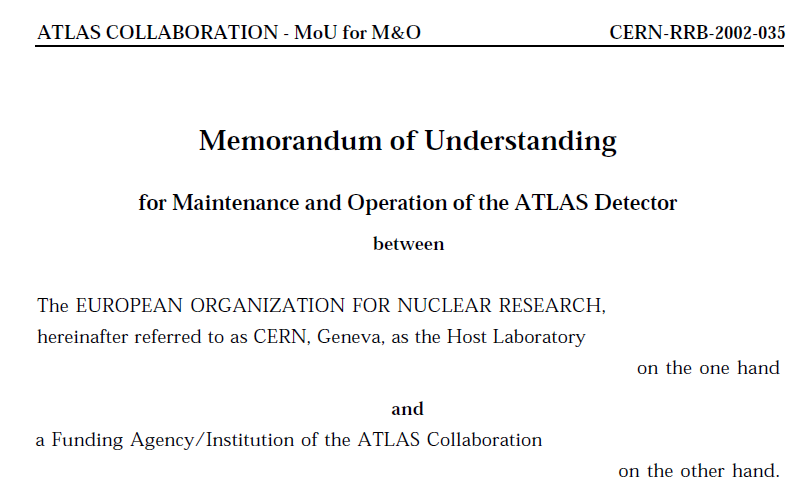 ATLAS COLLABORATION - MoU for M&O CERN-RRB-2002-035
Memorandum of Understanding
for Maintenance and Operation of the ATLAS Detector
between
The EUROPEAN ORGANIZATION FOR NUCLEAR RESEARCH,
hereinafter referred to as CERN, Geneva, as the Host Laboratory
on the one hand
and
a Funding Agency/Institution of the ATLAS Collaboration
on the other hand.